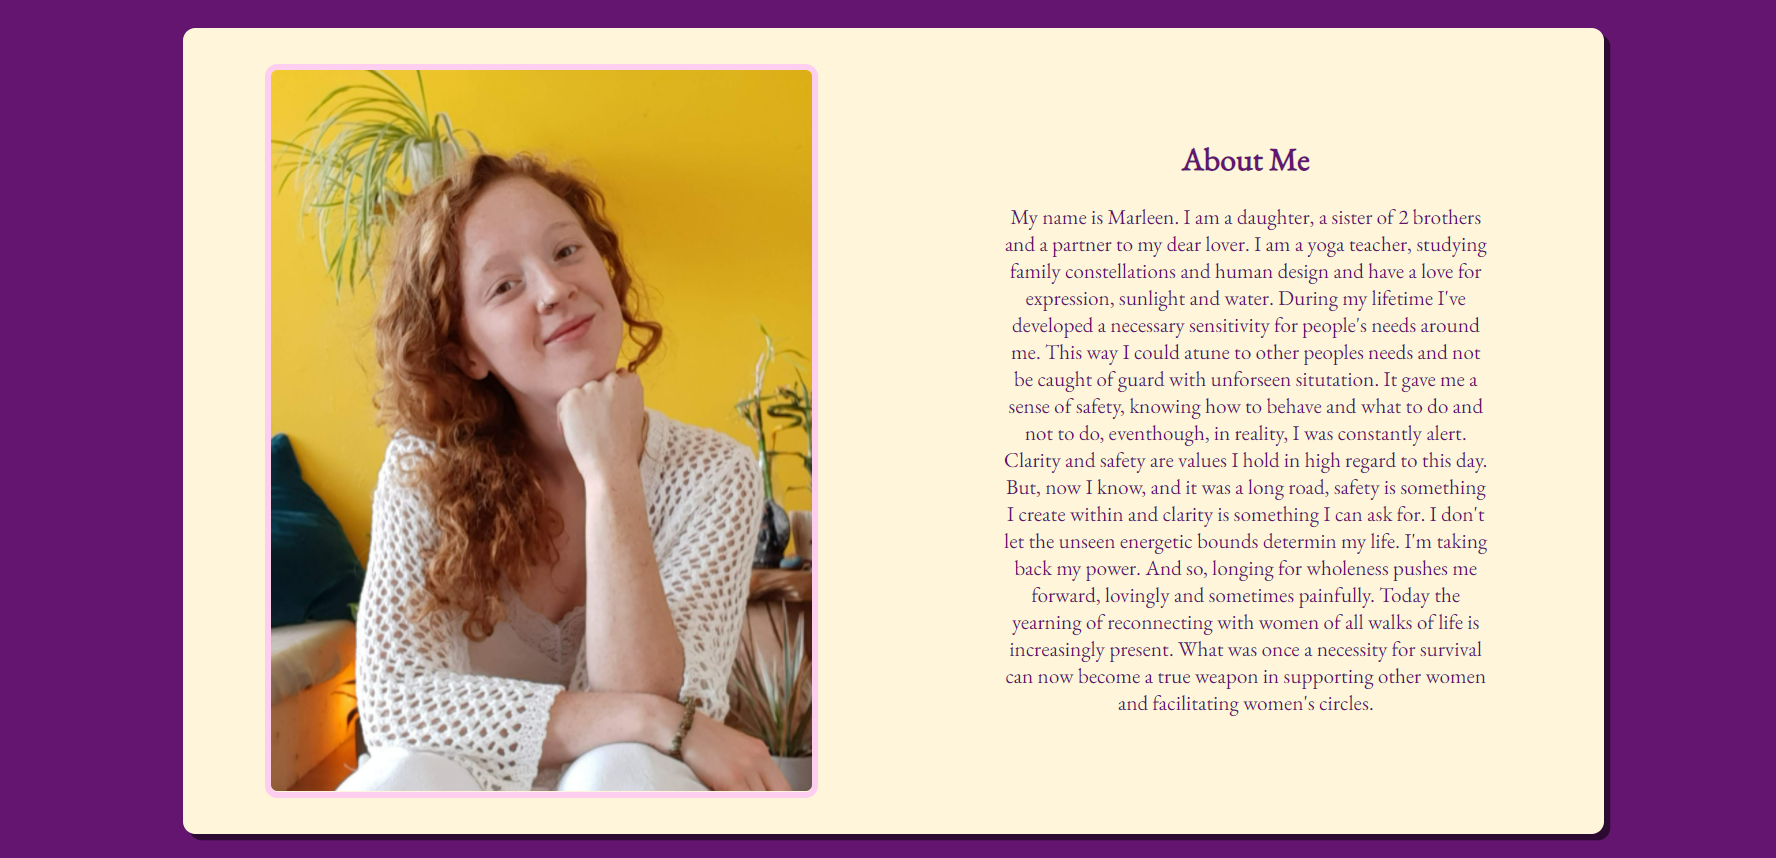 About Me
My name is Marleen. I am a daughter, a sister of 2 brothers
and a partner to my dear lover. I am a yoga teacher, studying
family constellations and human design and have a love for
expression, sunlight and water. During my lifetime I've
developed a necessary sensitivity for people's needs around
me. This way I could atune to other peoples needs and not
be caught of guard with unforseen situtation. It gave me a
sense of safety, knowing how to behave and what to do and
not to do, eventhough, in reality, I was constantly alert.
Clarity and safety are values I hold in high regard to this day.
But, now I know, and it was a long road, safety is something
I create within and clarity is something I can ask for. I don't
let the unseen energetic bounds determin my life. I'm taking
back my power. And so, longing for wholeness pushes me
forward, lovingly and sometimes painfully. Today the
yearning of reconnecting with women of all walks of life is
increasingly present. What was once a necessity for survival
can now become a true weapon in supporting other women
and facilitating women's circles.